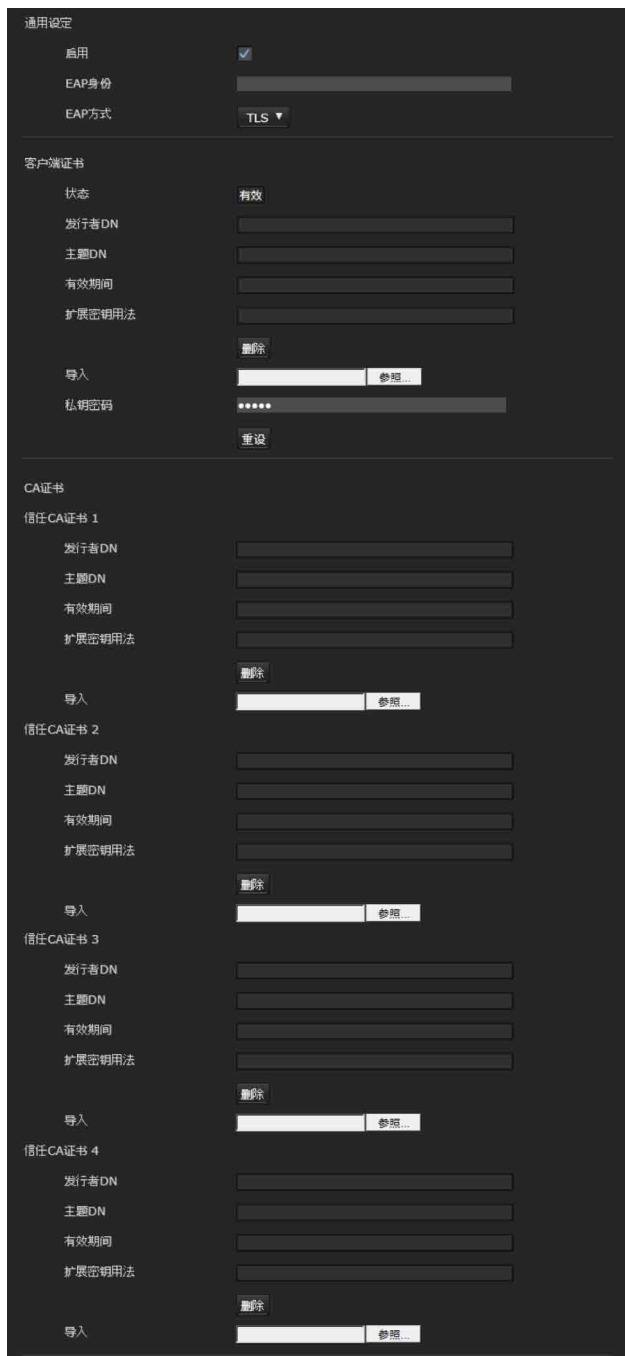 通用设定
启用
EAP身份
EAP方式 TLS
客户端证书
状态 有效
发行者DN
主题DN
有效期间
扩展密钥用法
删除
导入 参照...
私钥密码 •••••
重设
CA证书
信任CA证书 1
发行者DN
主题DN
有效期间
扩展密钥用法
删除
导入 参照...
信任CA证书 2
发行者DN
主题DN
有效期间
扩展密钥用法
删除
导入 参照...
信任CA证书 3
发行者DN
主题DN
有效期间
扩展密钥用法
删除
导入 参照...
信任CA证书 4
发行者DN
主题DN
有效期间
扩展密钥用法
删除
导入 参照...